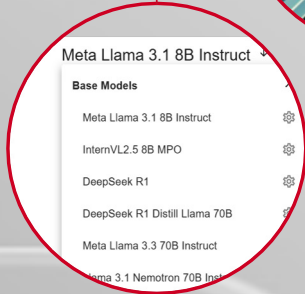 Meta Llama 3.1 8B Instruct
Base Models
Meta Llama 3.1 8B Instruct
InternVL2.5 8B MPO
DeepSeek R1
DeepSeek R1 Distill Llama 70B
Meta Llama 3.3 70B Instruct
3.1 Nemotron 70B